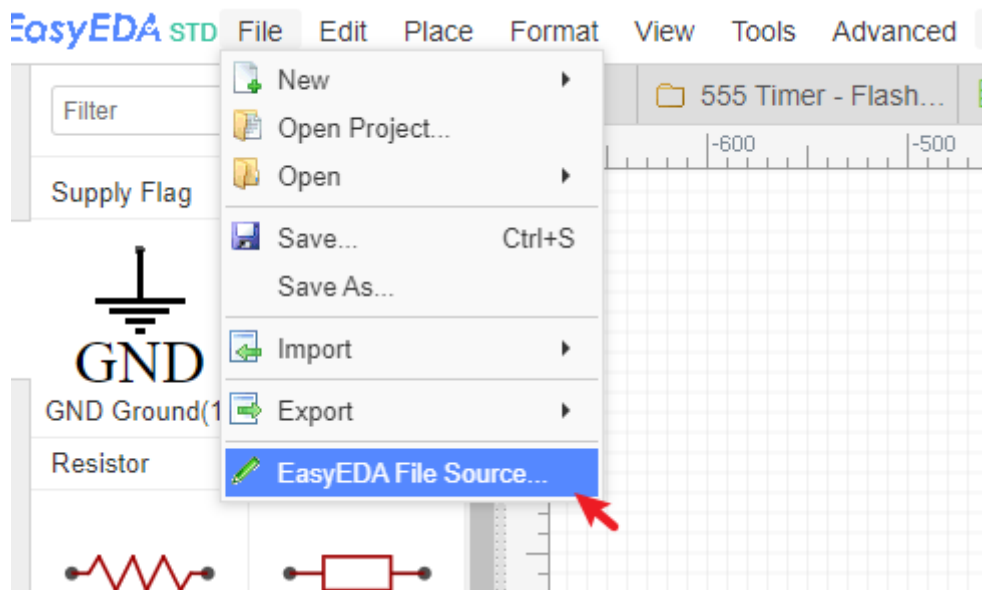 EasyEDA STD File Edit Place Format View Tools Advanced
Filter
New
555 Timer - Flash...
Open Project...
-600 -500
Open
Supply Flag
Save... Ctrl+S
Save As...
GND
Import
GND Ground(1
Export
Resistor
EasyEDA File Source...